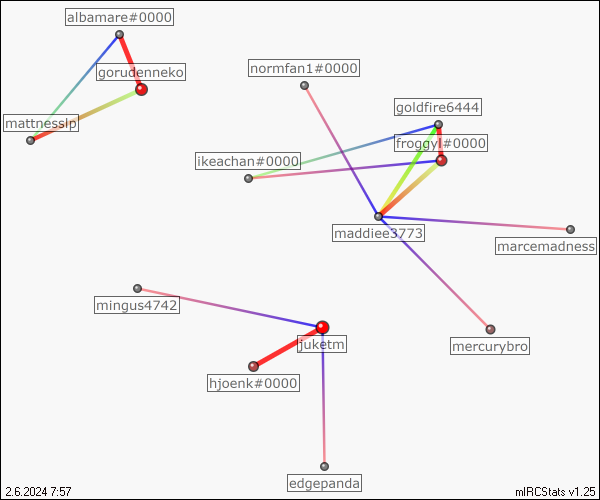 albamare#0000
gorudenneko
normfan1#0000
goldfire6444
mattnesslp
froggyl#0000
ikeachan#0000
maddiee3773
marcemadness
mingus4742
juketm
mercurybro
hjoenk#0000
edgepanda
2.6.2024 7:57
mIRCStats v1.25